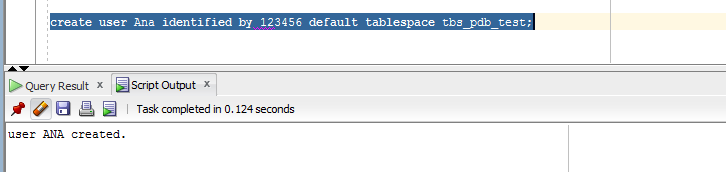 create user Ana identified by 123456 default tablespace tbs_pdb_test;
Query Result x Script Output x
Task completed in 0.124 seconds
user ANA created.